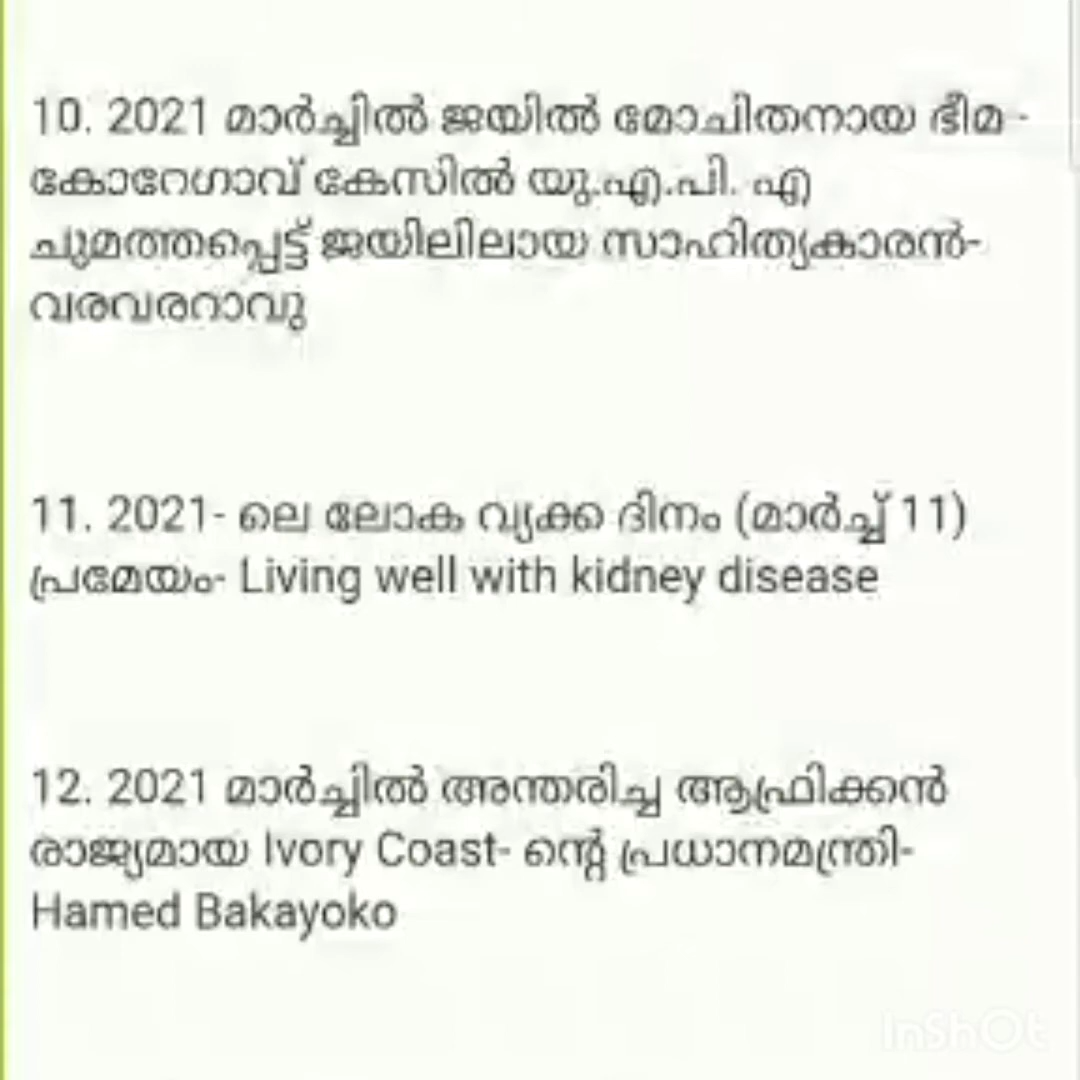 10. 2021 മാർച്ചിൽ ജയിൽ മോചിതനായ ഭീമ -
കോറേഗാവ് കേസിൽ യു.എ.പി. എ
ചുമത്തപ്പെട്ട് ജയിലിലായ സാഹിത്യകാരൻ-
വരവരറാവു
11. 2021- ലെ ലോക വൃക്ക ദിനം (മാർച്ച് 11)
പ്രമേയം- Living well with kidney disease
12. 2021 മാർച്ചിൽ അന്തരിച്ച ആഫ്രിക്കൻ
രാജ്യമായ Ivory Coast- ന്റെ പ്രധാനമന്ത്രി-
Hamed Bakayoko
InShOt